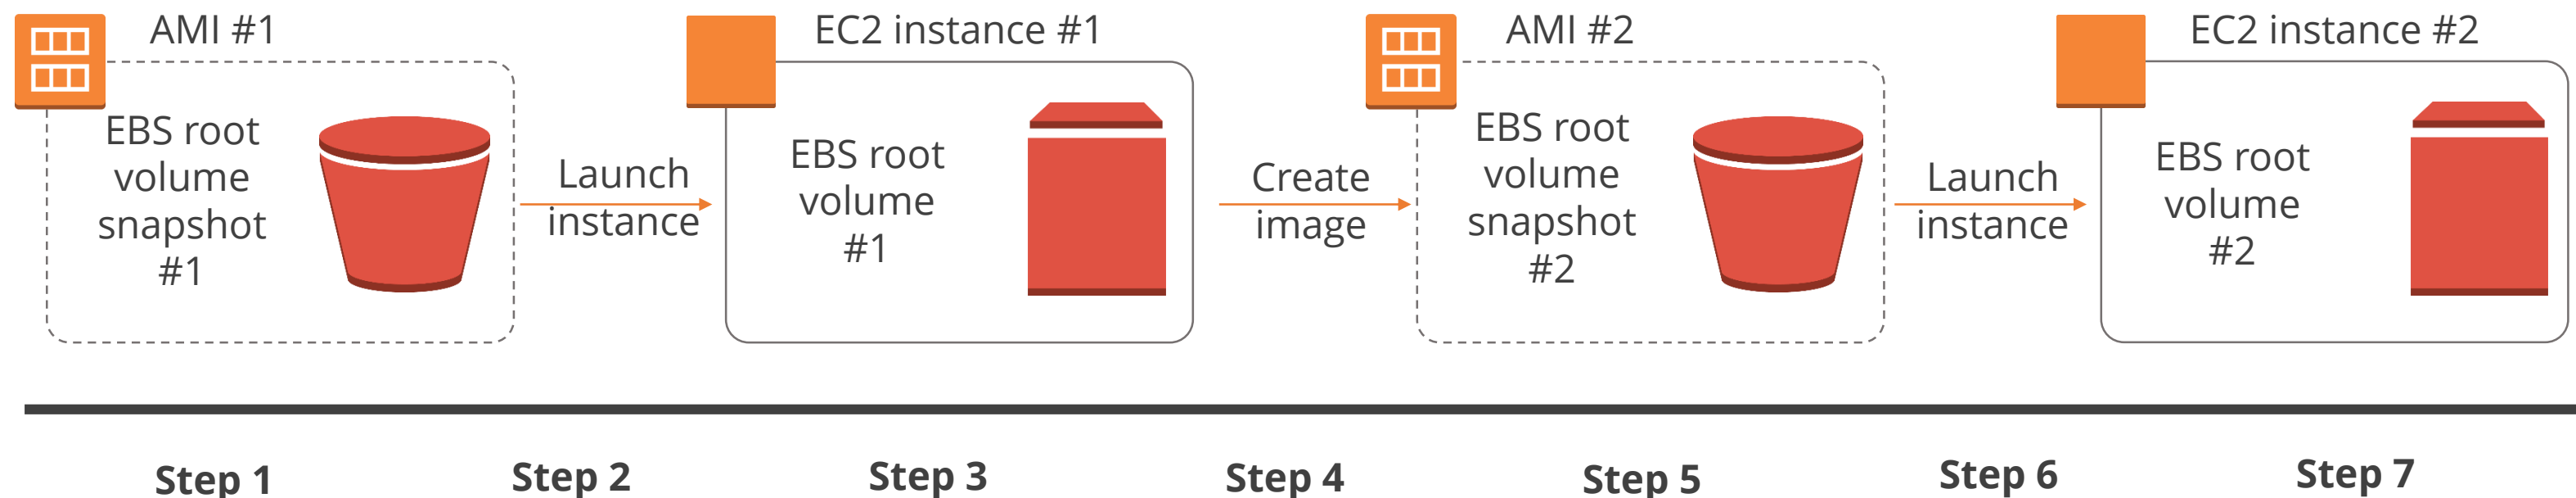 AMI #1
EBS root
volume
snapshot
#1
Launch
instance
EC2 instance #1
EBS root
volume
#1
Create
image
AMI #2
EBS root
volume
snapshot
#2
Launch
instance
EC2 instance #2
EBS root
volume
#2
Step 1
Step 2
Step 3
Step 4
Step 5
Step 6
Step 7